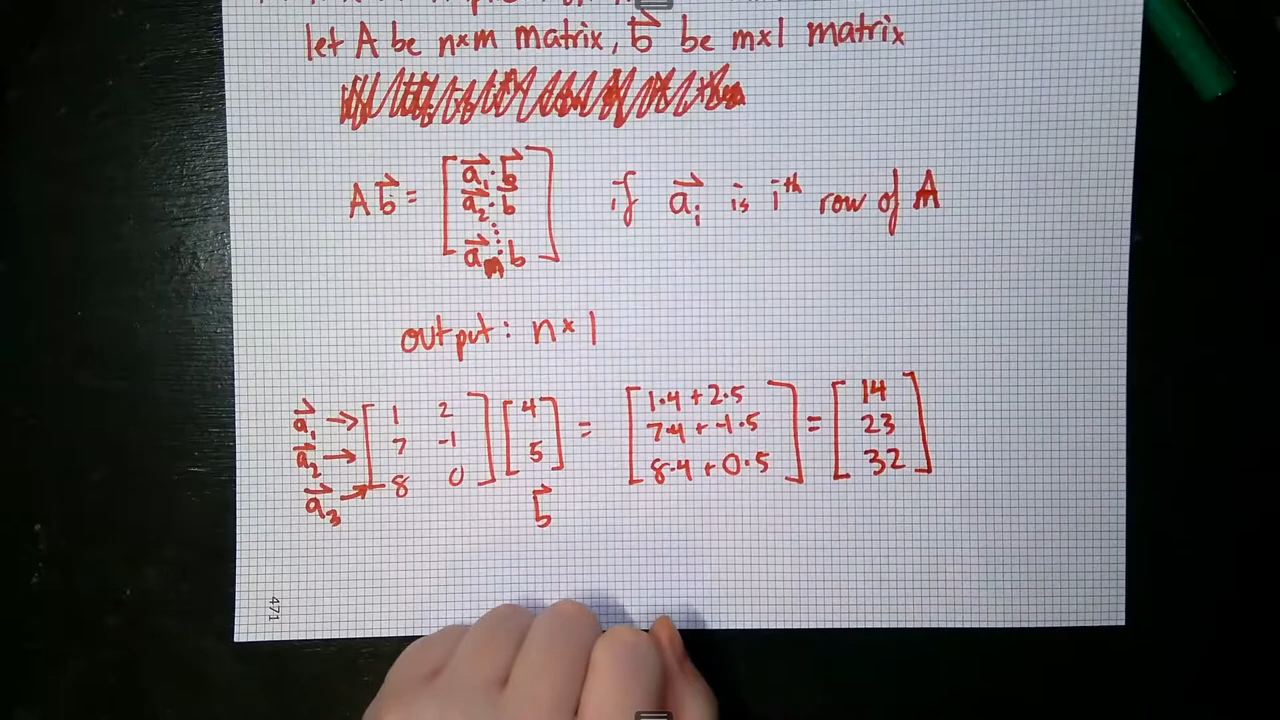 let A be n×m matrix, b⃗ be m×1 matrix
A b⃗ = [ a⃗₁·b⃗ if a⃗ᵢ is iᵗʰ row of A
a⃗₂·b
⋮
a⃗ₘ·b ]
output: n×1
a⃗₁ → [ 1 2 ] [ 4 ] = [ 1·4 + 2·5 ] = [ 14 ]
a⃗₂ → [ 7 -1 ] [ 7·4 + -1·5 ] [ 23 ]
a⃗₃ → [ 8 0 ] [ 5 ] [ 8·4 + 0·5 ] [ 32 ]
b⃗
471